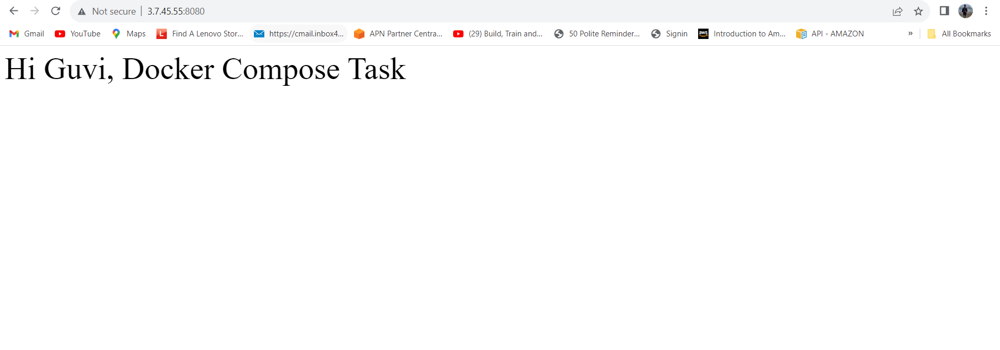 Not secure 3.7.45.55:8080
Gmail YouTube Maps L Find A Lenovo Stor... https://cmail.inbox4... APN Partner Centra... (29) Build, Train and... 50 Polite Reminder... Signin aws Introduction to Am... API - AMAZON » All Bookmarks
Hi Guvi, Docker Compose Task